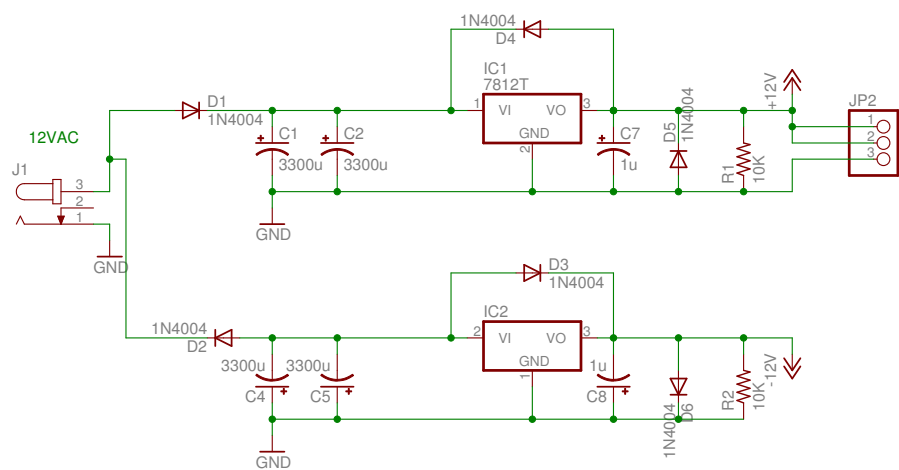 1N4004
D4
IC1
7812T
D1
1N4004
1
VI
VO
3
GND
2
C1
3300u
C2
3300u
C7
1u
D5
1N4004
R1
10K
+12V
JP2
1
2
3
12VAC
J1
3
2
1
GND
GND
D3
1N4004
1N4004
D2
IC2
2
VI
VO
3
GND
1
3300u
C4
3300u
C5
1u
C8
1N4004
D6
R2
10K
-12V
GND